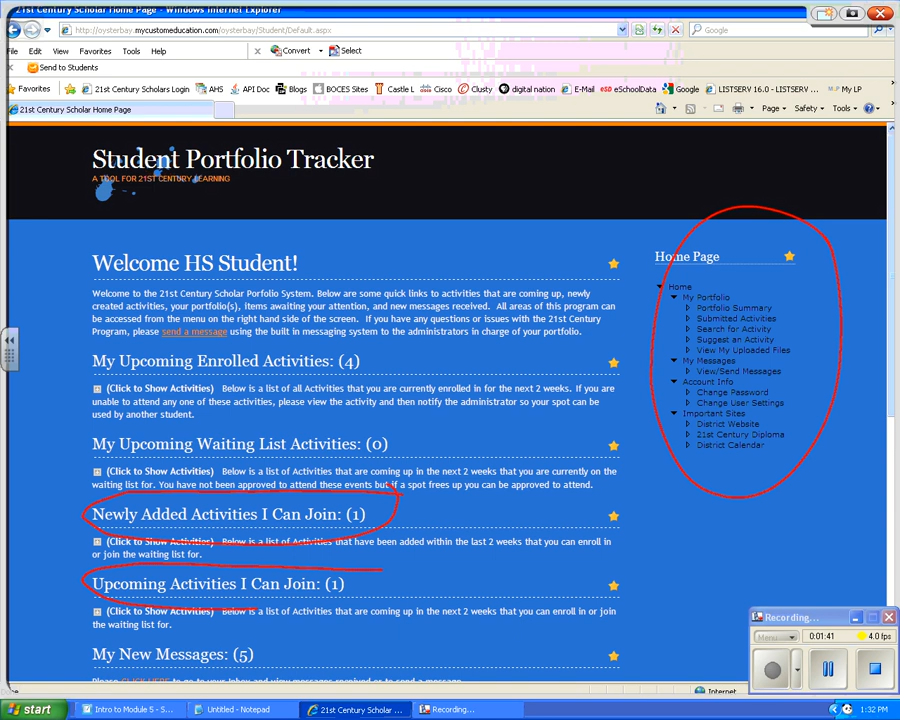 21st Century Scholar Home Page - Windows Internet Explorer
http://oysterbay.mycustomeducation.com/oysterbay/Student/Default.aspx
Google
File Edit View Favorites Tools Help
x Convert Select
x Send to Students
Favorites 21st Century Scholars Login AHS API Doc Blogs BOCES Sites Castle L Cisco Clusty digital nation E-Mail eSchoolData Google LISTSERV 16.0 - LISTSERV ... My LP
21st Century Scholar Home Page
Page Safety Tools
Student Portfolio Tracker
A TOOL FOR 21ST CENTURY LEARNING
Welcome HS Student!
Welcome to the 21st Century Scholar Porfolio System. Below are some quick links to activities that are coming up, newly
created activities, your portfolio(s), items awaiting your attention, and new messages received. All areas of this program
can be accessed from the menu on the right hand side of the screen. If you have any questions or issues with the 21st Century
Program, please send a message using the built in messaging system to the administrators in charge of your portfolio.
My Upcoming Enrolled Activities: (4)
(Click to Show Activities) Below is a list of all Activities that you are currently enrolled in for the next 2 weeks. If you are
unable to attend any one of these activities, please view the activity and then notify the administrator so your spot can be
used by another student.
My Upcoming Waiting List Activities: (0)
(Click to Show Activities) Below is a list of Activities that are coming up in the next 2 weeks that you are currently on the
waiting list for. You have not been approved to attend these events but if a spot frees up you can be approved to attend.
Newly Added Activities I Can Join: (1)
(Click to Show Activities) Below is a list of Activities that have been added within the last 2 weeks that you can enroll in
or join the waiting list for.
Upcoming Activities I Can Join: (1)
(Click to Show Activities) Below is a list of Activities that are coming up in the next 2 weeks that you can enroll in or join
the waiting list for.
My New Messages: (5)
Please CLICK HERE to go to your Inbox and view messages received or to send a message.
Home Page
Home
My Portfolio
Portfolio Summary
Submitted Activities
Search for Activity
Suggest an Activity
View My Uploaded Files
My Messages
View/Send Messages
Account Info
Change Password
Change User Settings
Important Sites
District Website
21st Century Diploma
District Calendar
Recording...
Menu 0:01:41 4.0 fps
Done Internet
start Intro to Module 5 - S... Untitled - Notepad 21st Century Scholar ... Recording... 1:32 PM